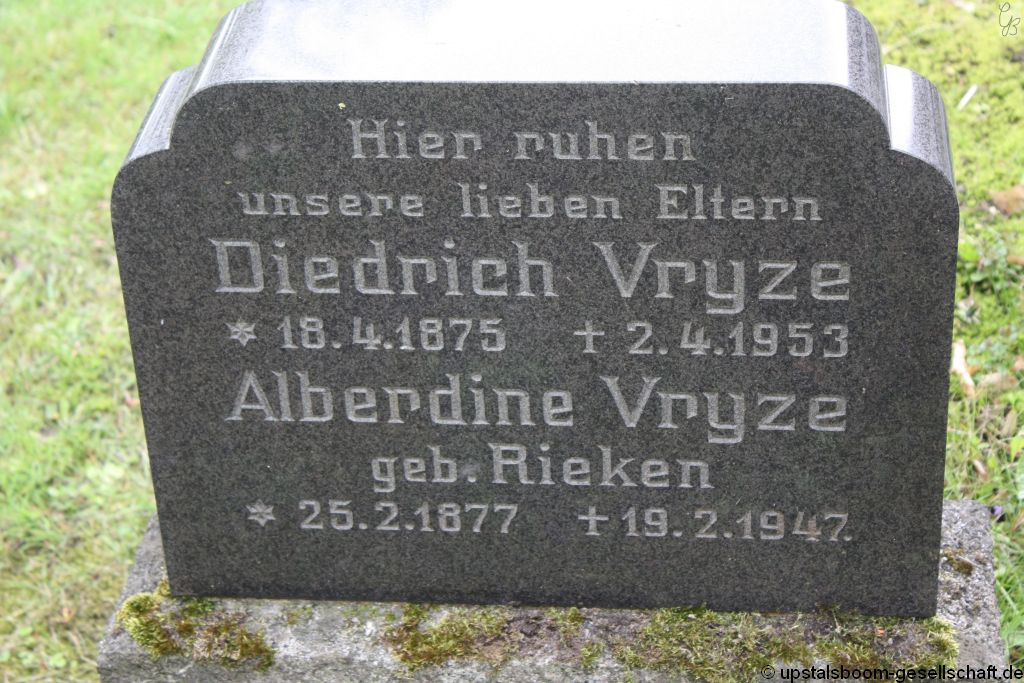 Hier ruhen
unsere lieben Eltern
Diedrich Vryze
* 18.4.1875 † 2.4.1953
Alberdine Vryze
geb. Rieken
* 25.2.1877 † 19.2.1947.
© upstalsboom-gesellschaft.de